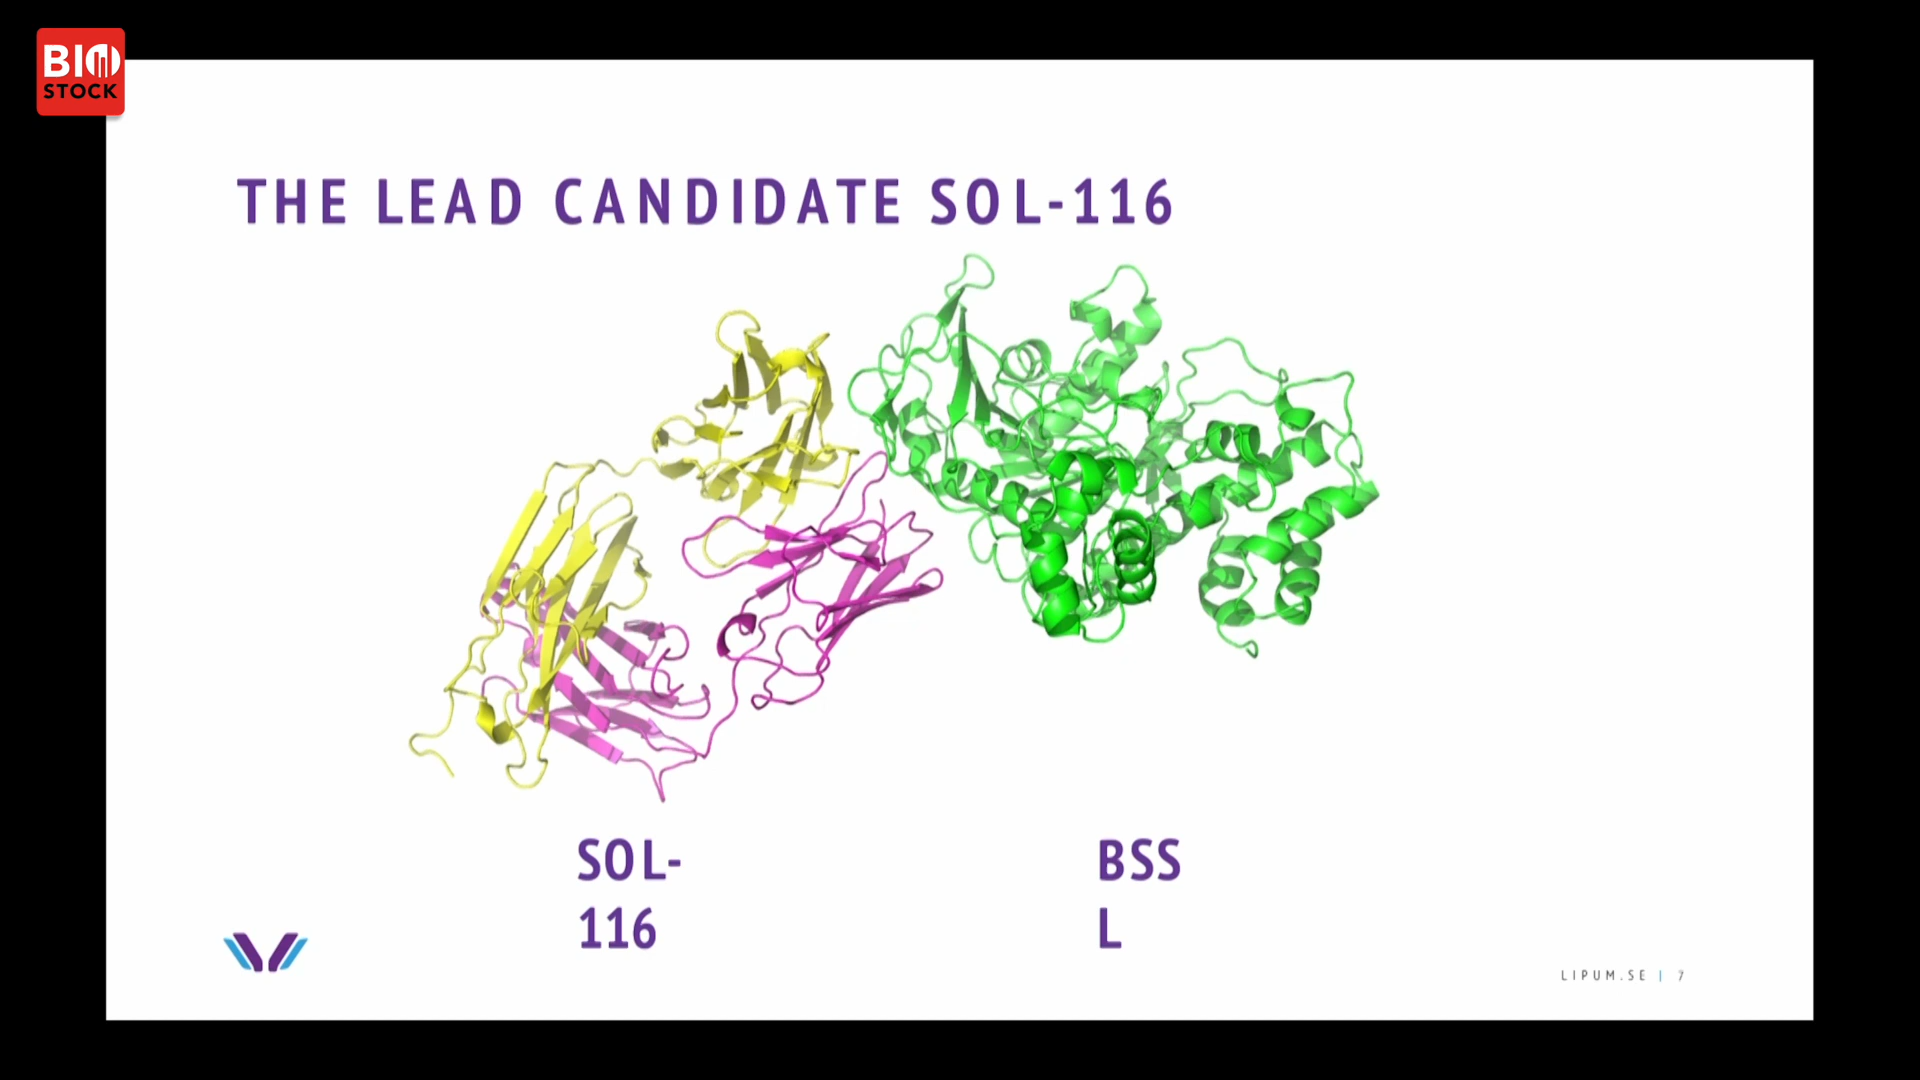 BIO
STOCK
THE LEAD CANDIDATE SOL-116
SOL-
116
BSS
L
LIPUM.SE | 7